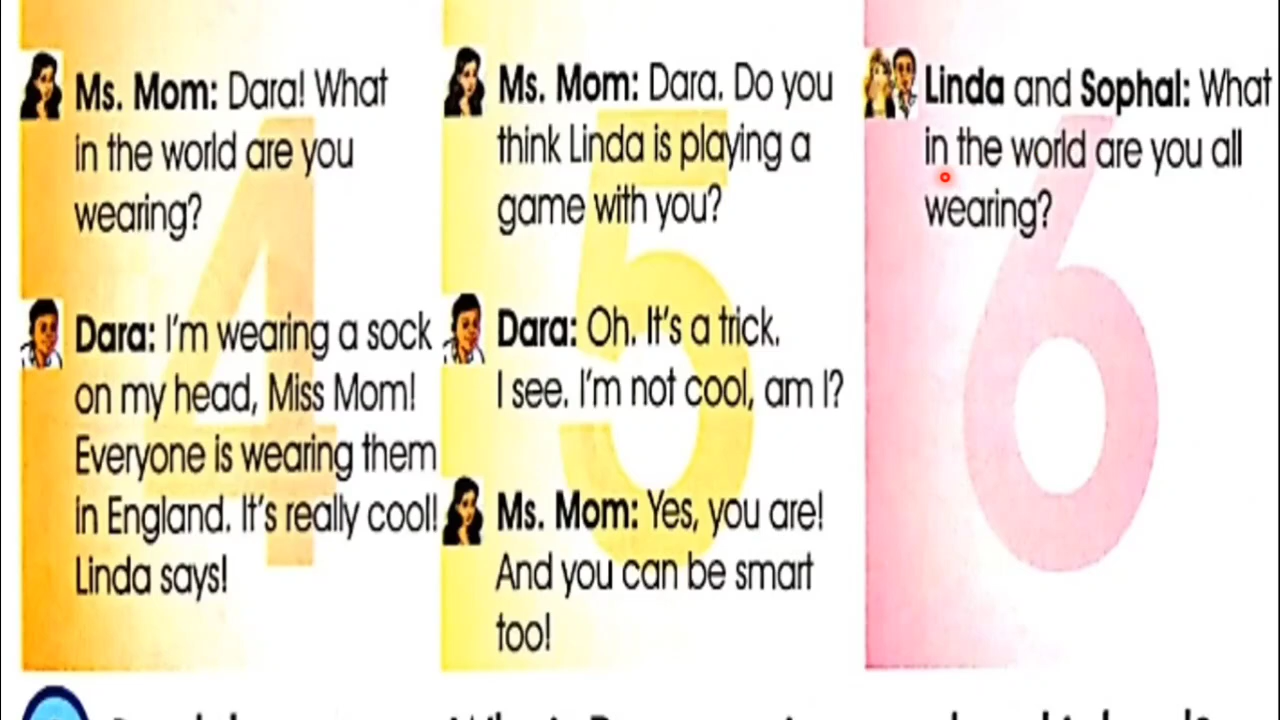 Ms. Mom: Dara! What
in the world are you
wearing?
Dara: I'm wearing a sock
on my head, Miss Mom!
Everyone is wearing them
in England. It's really cool!
Linda says!
4
Ms. Mom: Dara. Do you
think Linda is playing a
game with you?
Dara: Oh. It's a trick.
I see. I'm not cool, am I?
Ms. Mom: Yes, you are!
And you can be smart
too!
5
Linda and Sophal: What
in the world are you all
wearing?
6